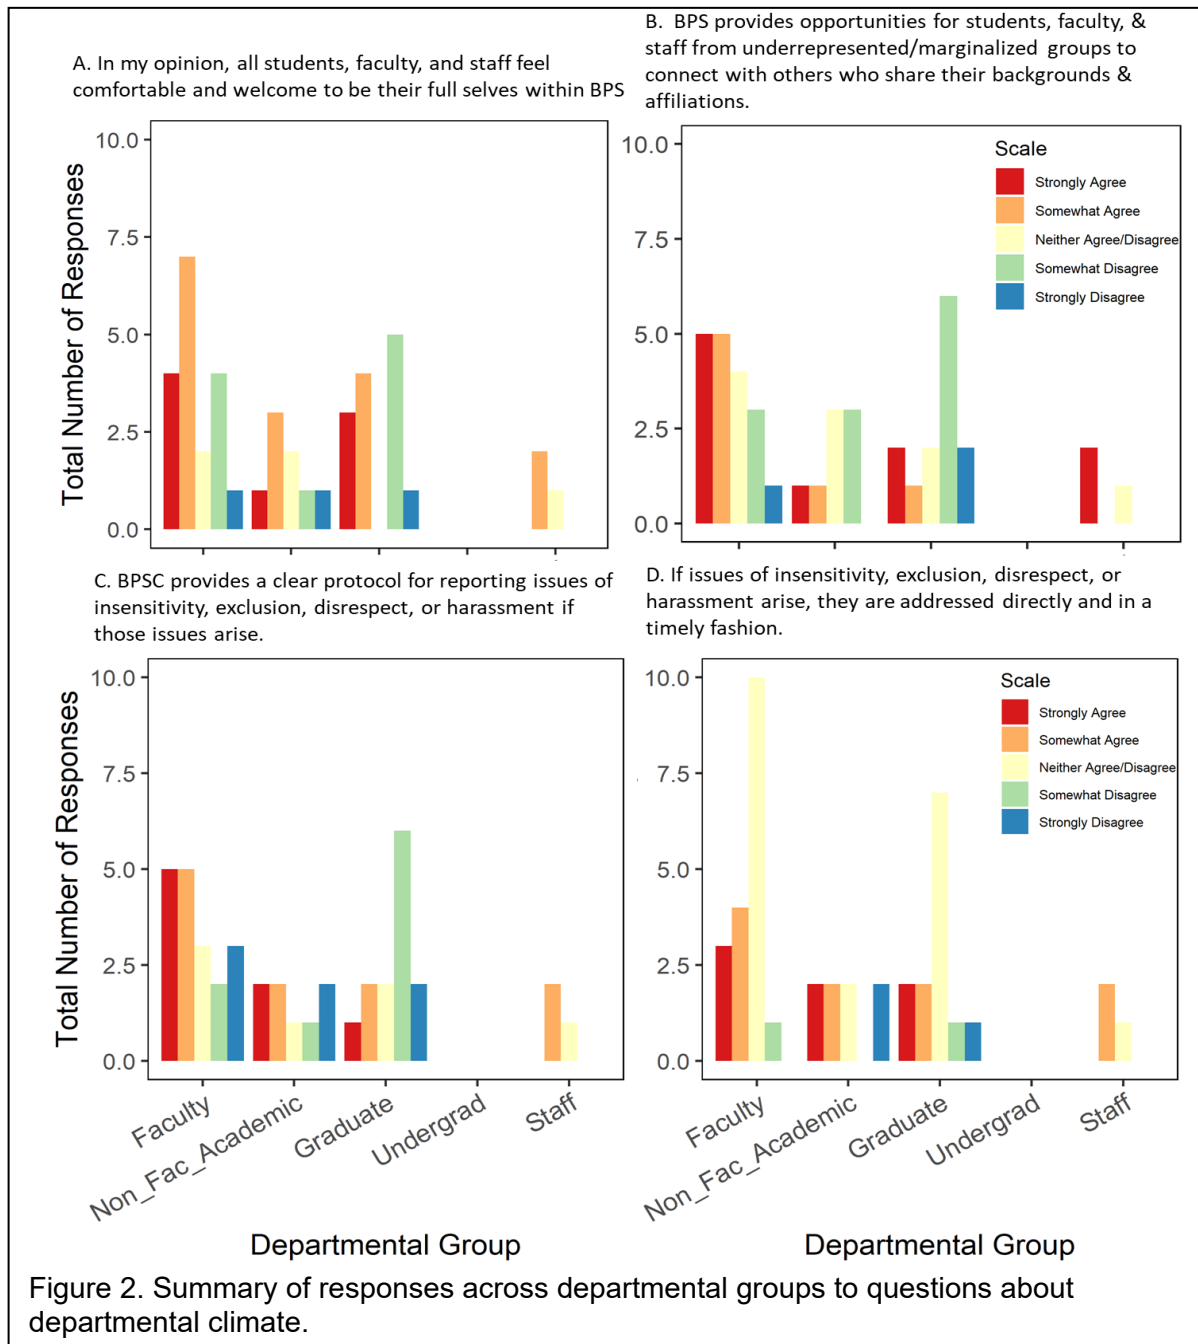 A. In my opinion, all students, faculty, and staff feel
comfortable and welcome to be their full selves within BPS
B. BPS provides opportunities for students, faculty, &
staff from underrepresented/marginalized groups to
connect with others who share their backgrounds &
affiliations.
Total Number of Responses
10.0
7.5
5.0
2.5
0.0
10.0
7.5
5.0
2.5
0.0
Scale
Strongly Agree
Somewhat Agree
Neither Agree/Disagree
Somewhat Disagree
Strongly Disagree
C. BPSC provides a clear protocol for reporting issues of
insensitivity, exclusion, disrespect, or harassment if
those issues arise.
D. If issues of insensitivity, exclusion, disrespect, or
harassment arise, they are addressed directly and in a
timely fashion.
Total Number of Responses
10.0
7.5
5.0
2.5
0.0
Faculty
Non_Fac_Academic
Graduate
Undergrad
Staff
Departmental Group
10.0
7.5
5.0
2.5
0.0
Scale
Strongly Agree
Somewhat Agree
Neither Agree/Disagree
Somewhat Disagree
Strongly Disagree
Faculty
Non_Fac_Academic
Graduate
Undergrad
Staff
Departmental Group
Figure 2. Summary of responses across departmental groups to questions about
departmental climate.